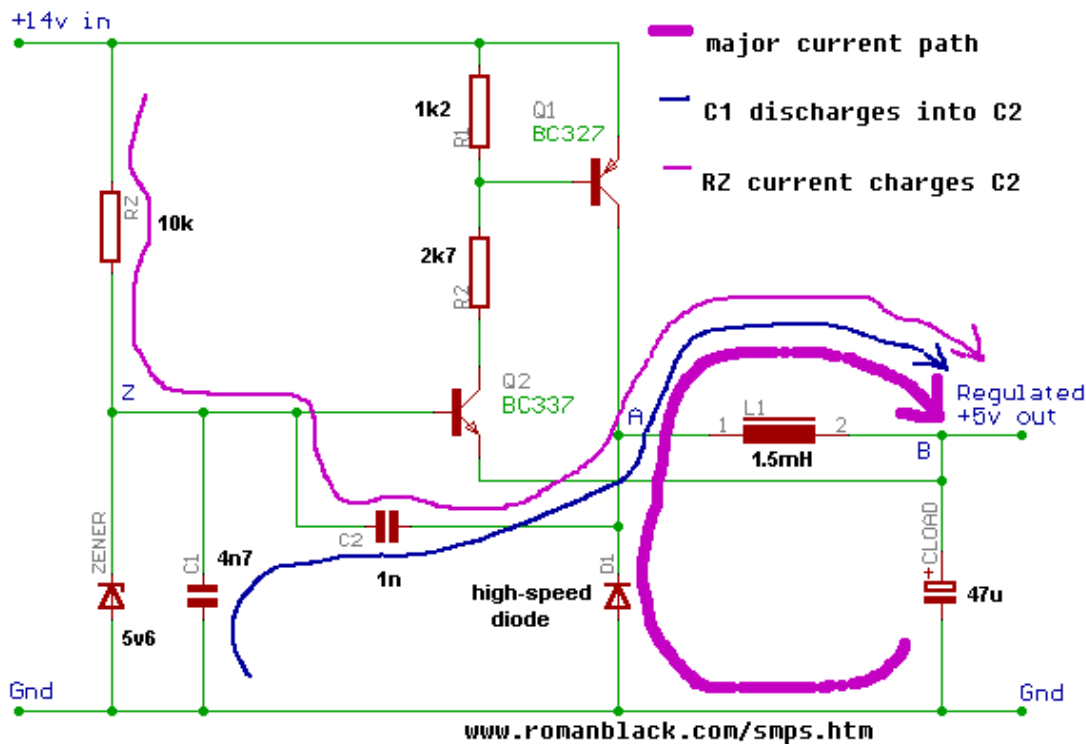 +14v in
major current path
1k2
R1
Q1
BC327
C1 discharges into C2
RZ current charges C2
RZ
10k
2k7
R2
Z
Q2
BC337
A
L1
1
2
1.5mH
B
Regulated
+5v out
ZENER
5v6
C1
4n7
C2
1n
high-speed
diode
D1
+CLOAD
47u
Gnd
Gnd
www.romanblack.com/smps.htm